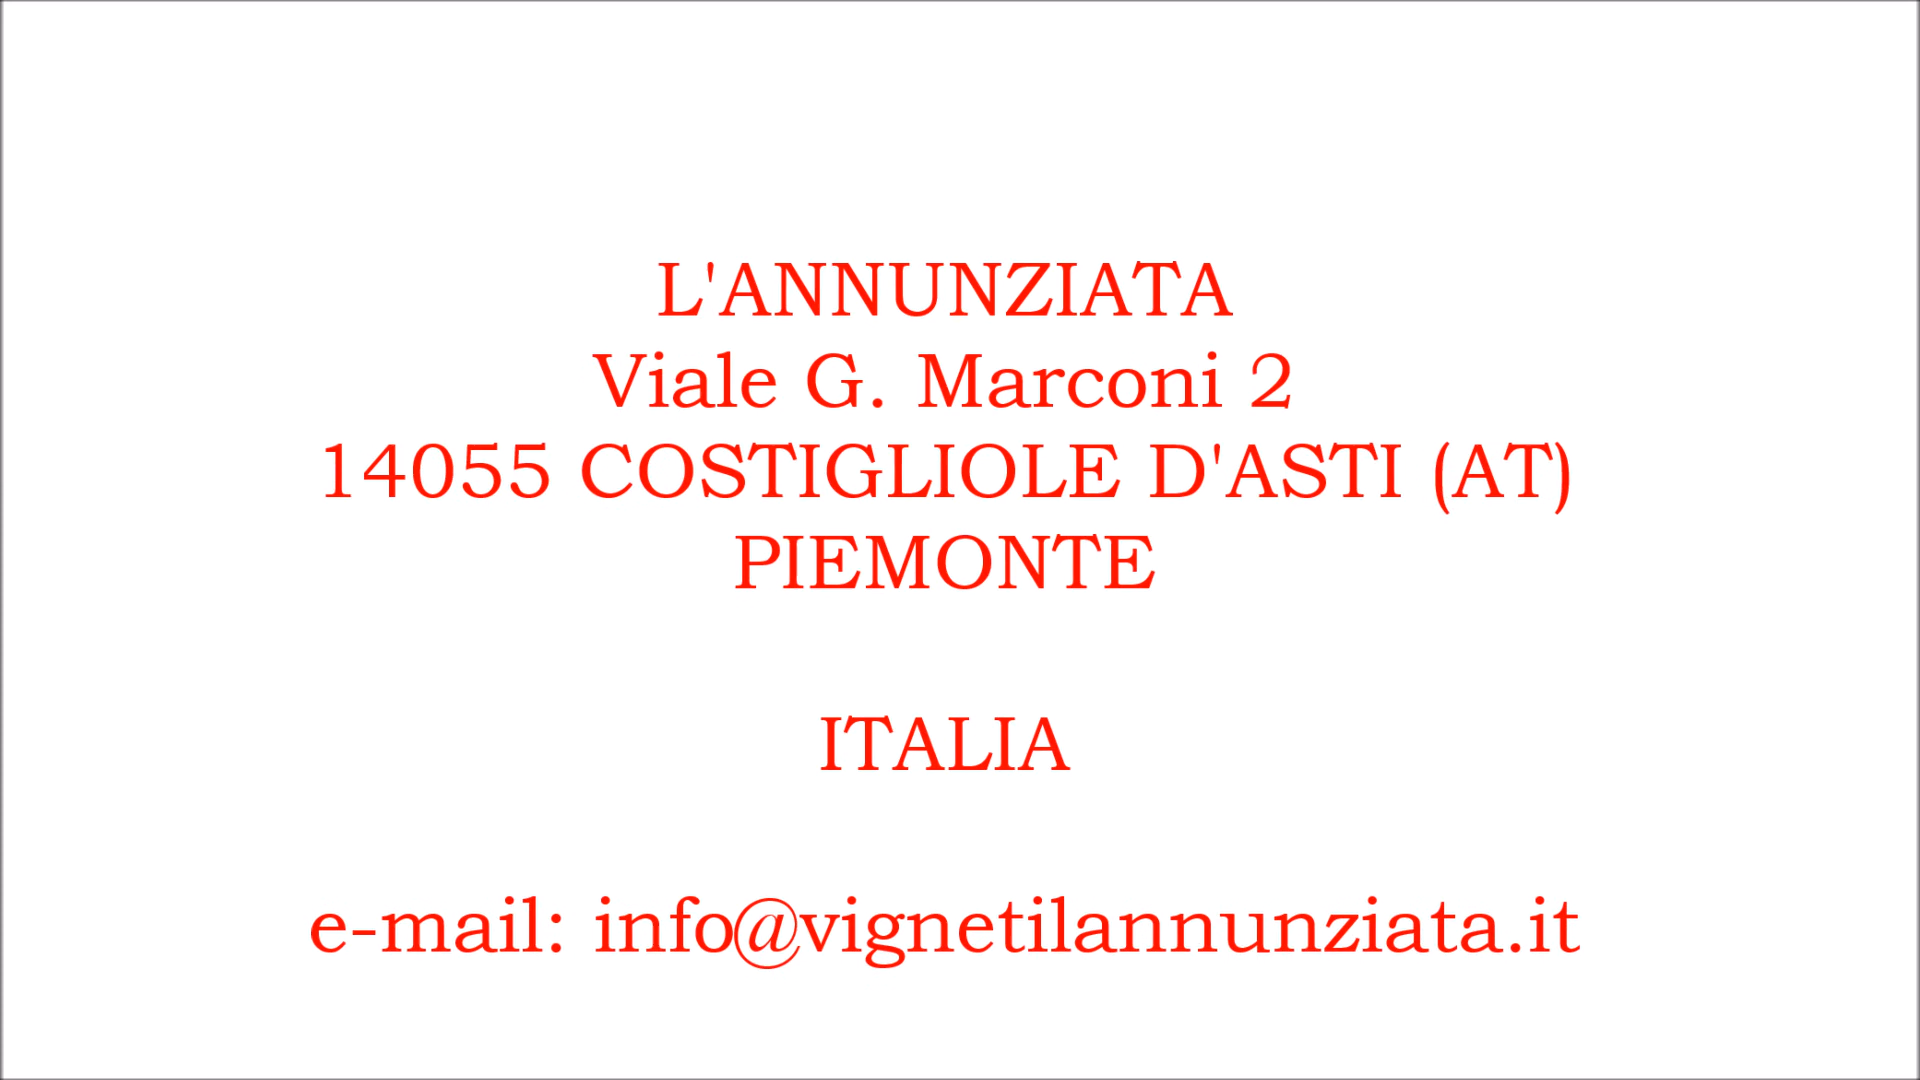 L'ANNUNZIATA
Viale G. Marconi 2
14055 COSTIGLIOLE D'ASTI (AT)
PIEMONTE
ITALIA
e-mail: info@vignetilannunziata.it